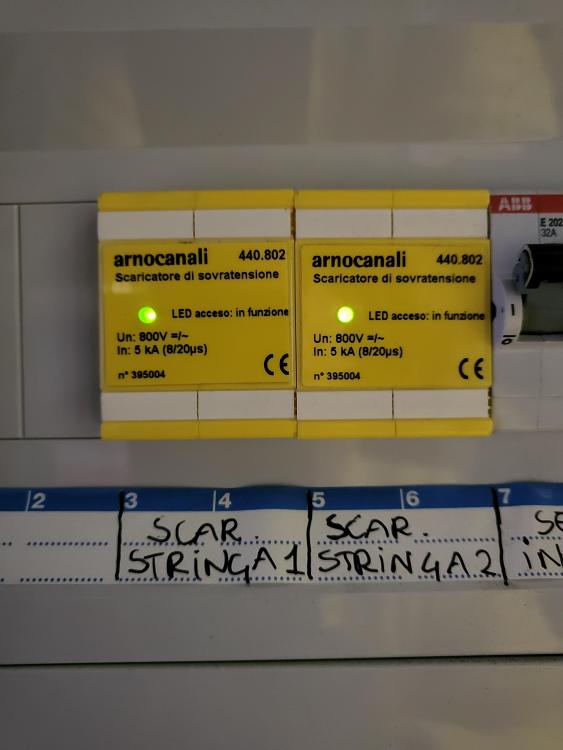 arnocanali 440.802
Scaricatore di sovratensione
LED acceso: in funzione
Un: 800V =/~
In: 5 kA (8/20µs)
n° 395004
CE
arnocanali 440.802
Scaricatore di sovratensione
LED acceso: in funzione
Un: 800V =/~
In: 5 kA (8/20µs)
n° 395004
CE
ABB
E 202
32A
I
2 3 4 5 6 7
SCAR.
STRINGA 1
SCAR.
STRINGA 2
SE
IN